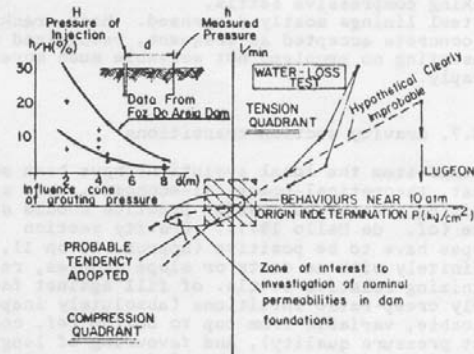 H
Pressure of
Injection
h
Measured
Pressure
h/H(%)
d
l/min
30
20
10
Data From
Foz Do Areia Dam
2
4
6
8
d(m)
Influence cune
of grouting pressure
WATER-LOSS
TEST
TENSION
QUADRANT
Hypothetical clearly
improbable
LUGEON
BEHAVIOURS NEAR 10 atm
ORIGIN INDETERMINATION P(kg/cm²)
PROBABLE
TENDENCY
ADOPTED
COMPRESSION
QUADRANT
Zone of interest to
investigation of nominal
permeabilities in dam
foundations